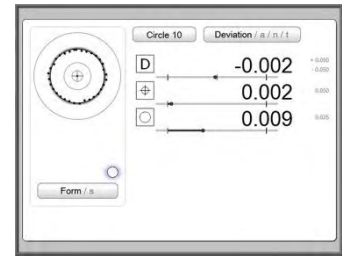 Circle 10 Deviation / a / n / t
D -0.002 + 0.050
- 0.050
0.002 0.050
0.009 0.025
Form / s